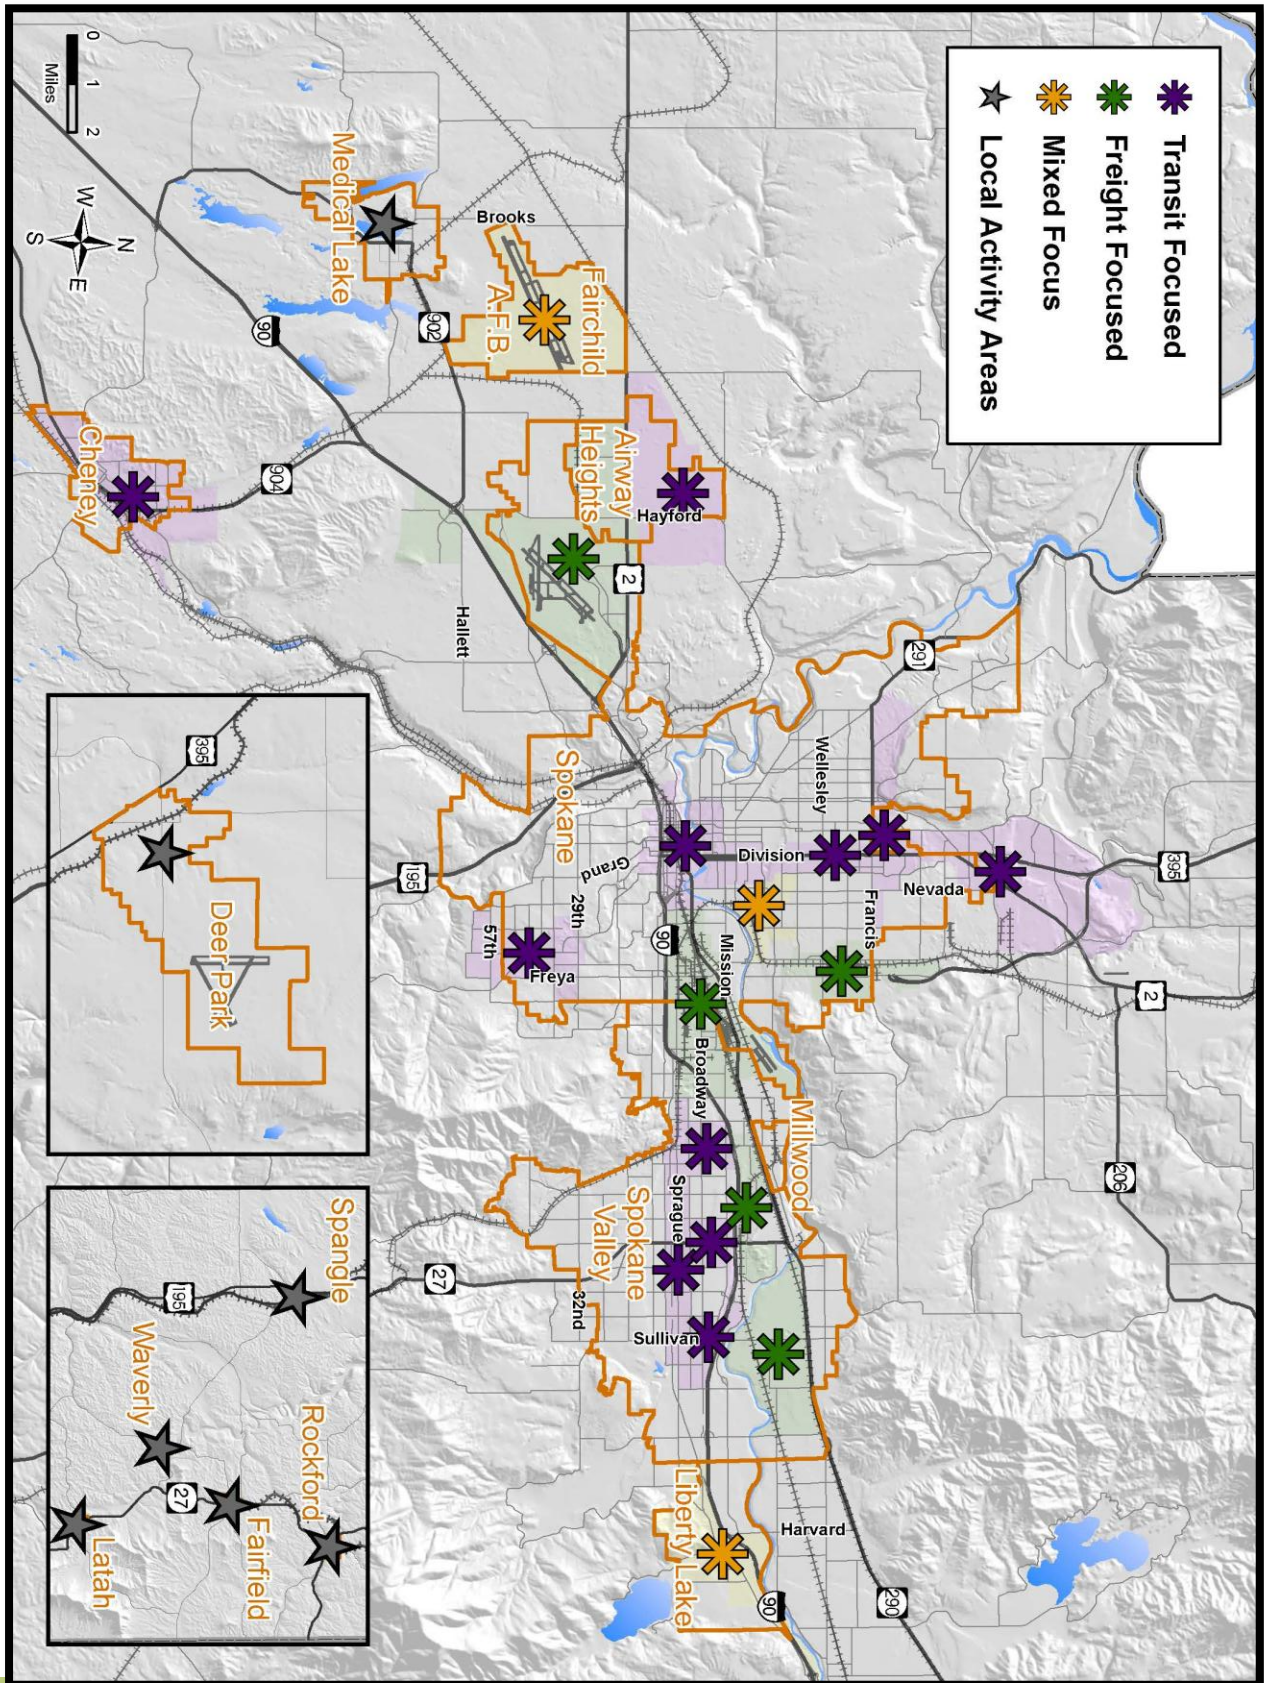 Transit Focused
Freight Focused
Mixed Focus
Local Activity Areas
0 1 2
Miles
N
W
E
S
395
2
206
291
Nevada
Francis
Wellesley
Division
Hayford
2
Airway
Heights
Fairchild
A.F.B.
Brooks
Medical Lake
902
90
904
Cheney
Hallett
Spokane
Grand
29th
57th
Freya
195
90
Mission
Broadway
Millwood
Sprague
Spokane
Valley
32nd
27
Sullivan
Harvard
290
Liberty Lake
90
395
Deer Park
Spangle
195
Waverly
Rockford
27
Fairfield
Latah